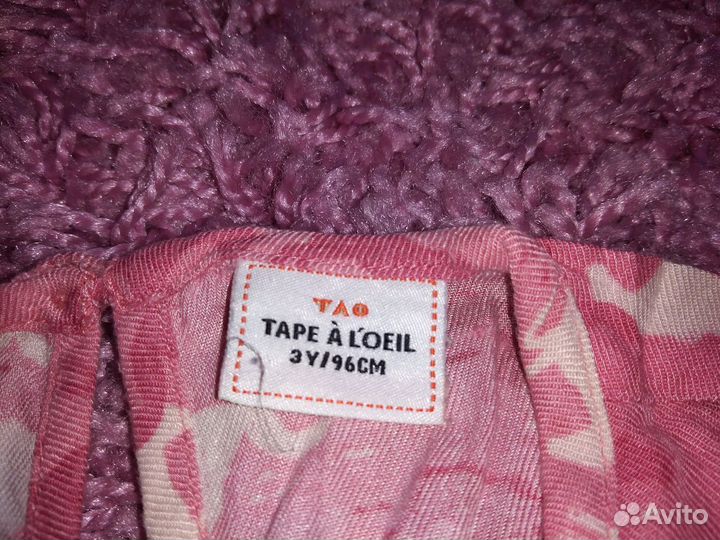 TAO
TAPE À L'OEIL
3Y/96CM
Avito